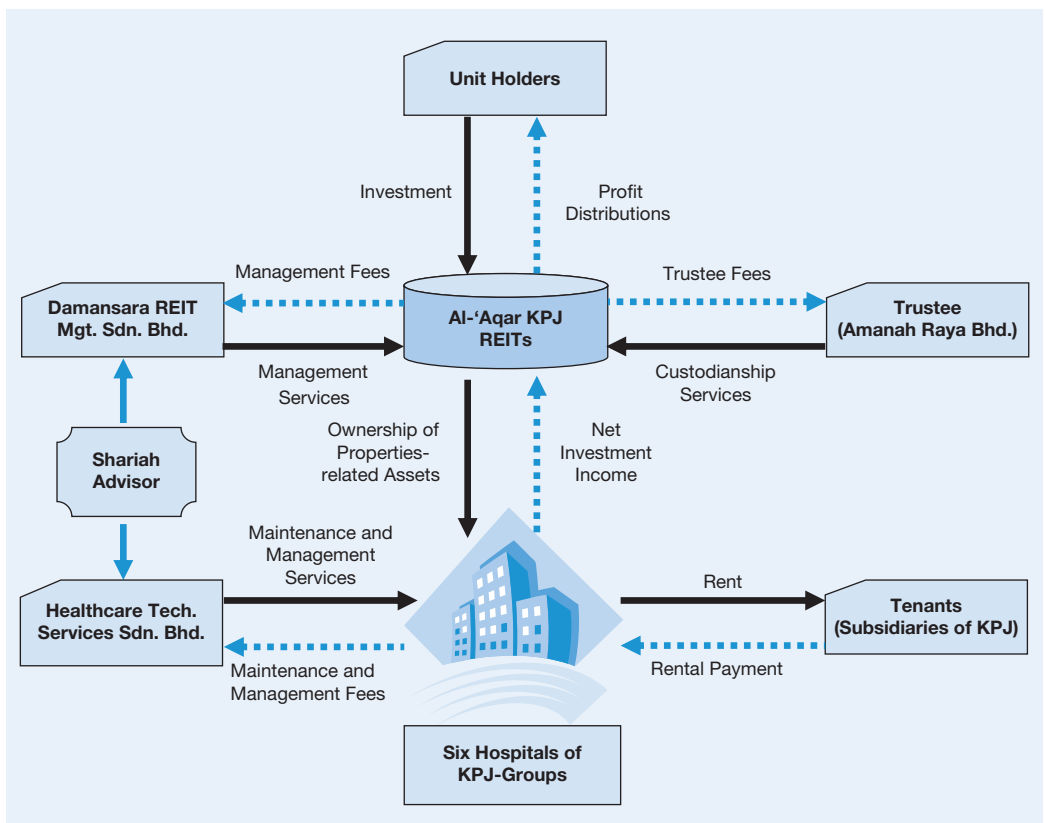 Unit Holders
Investment
Profit
Distributions
Management Fees
Trustee Fees
Damansara REIT
Mgt. Sdn. Bhd.
Al-‘Aqar KPJ
REITs
Trustee
(Amanah Raya Bhd.)
Management
Services
Custodianship
Services
Ownership of
Properties-
related Assets
Net
Investment
Income
Shariah
Advisor
Maintenance and
Management
Services
Rent
Healthcare Tech.
Services Sdn. Bhd.
Tenants
(Subsidiaries of KPJ)
Maintenance and
Management Fees
Rental Payment
Six Hospitals of
KPJ-Groups